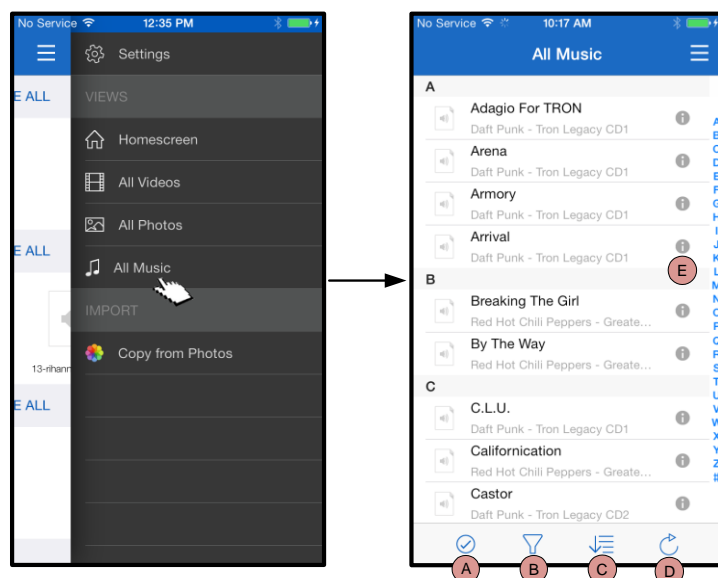 No Service 12:35 PM
Settings
E ALL
VIEWS
Homescreen
All Videos
All Photos
E ALL
All Music
IMPORT
Copy from Photos
13-rihann
E ALL
No Service 10:17 AM
All Music
A
Adagio For TRON
Daft Punk - Tron Legacy CD1
Arena
Daft Punk - Tron Legacy CD1
Armory
Daft Punk - Tron Legacy CD1
Arrival
Daft Punk - Tron Legacy CD1
E
B
Breaking The Girl
Red Hot Chili Peppers - Greate...
By The Way
Red Hot Chili Peppers - Greate...
C
C.L.U.
Daft Punk - Tron Legacy CD1
Californication
Red Hot Chili Peppers - Greate...
Castor
Daft Punk - Tron Legacy CD2
A
B
C
D
E
F
G
H
I
J
K
L
M
N
O
P
Q
R
S
T
U
V
W
X
Y
Z
#
A B C D